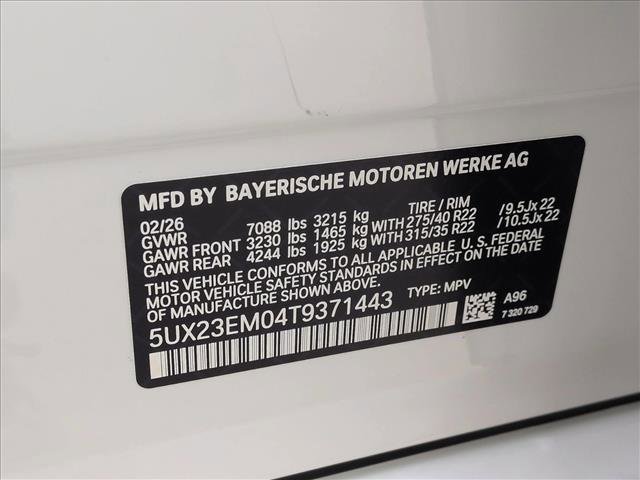 MFD BY BAYERISCHE MOTOREN WERKE AG
02/26 TIRE / RIM
GVWR 7088 lbs 3215 kg
GAWR FRONT 3230 lbs 1465 kg WITH 275/40 R22 /9.5Jx22
GAWR REAR 4244 lbs 1925 kg WITH 315/35 R22 /10.5Jx22
THIS VEHICLE CONFORMS TO ALL APPLICABLE U. S. FEDERAL
MOTOR VEHICLE SAFETY STANDARDS IN EFFECT ON THE DATE
OF MANUFACTURE SHOWN ABOVE.
5UX23EM04T9371443 TYPE: MPV
A96
7 320 729